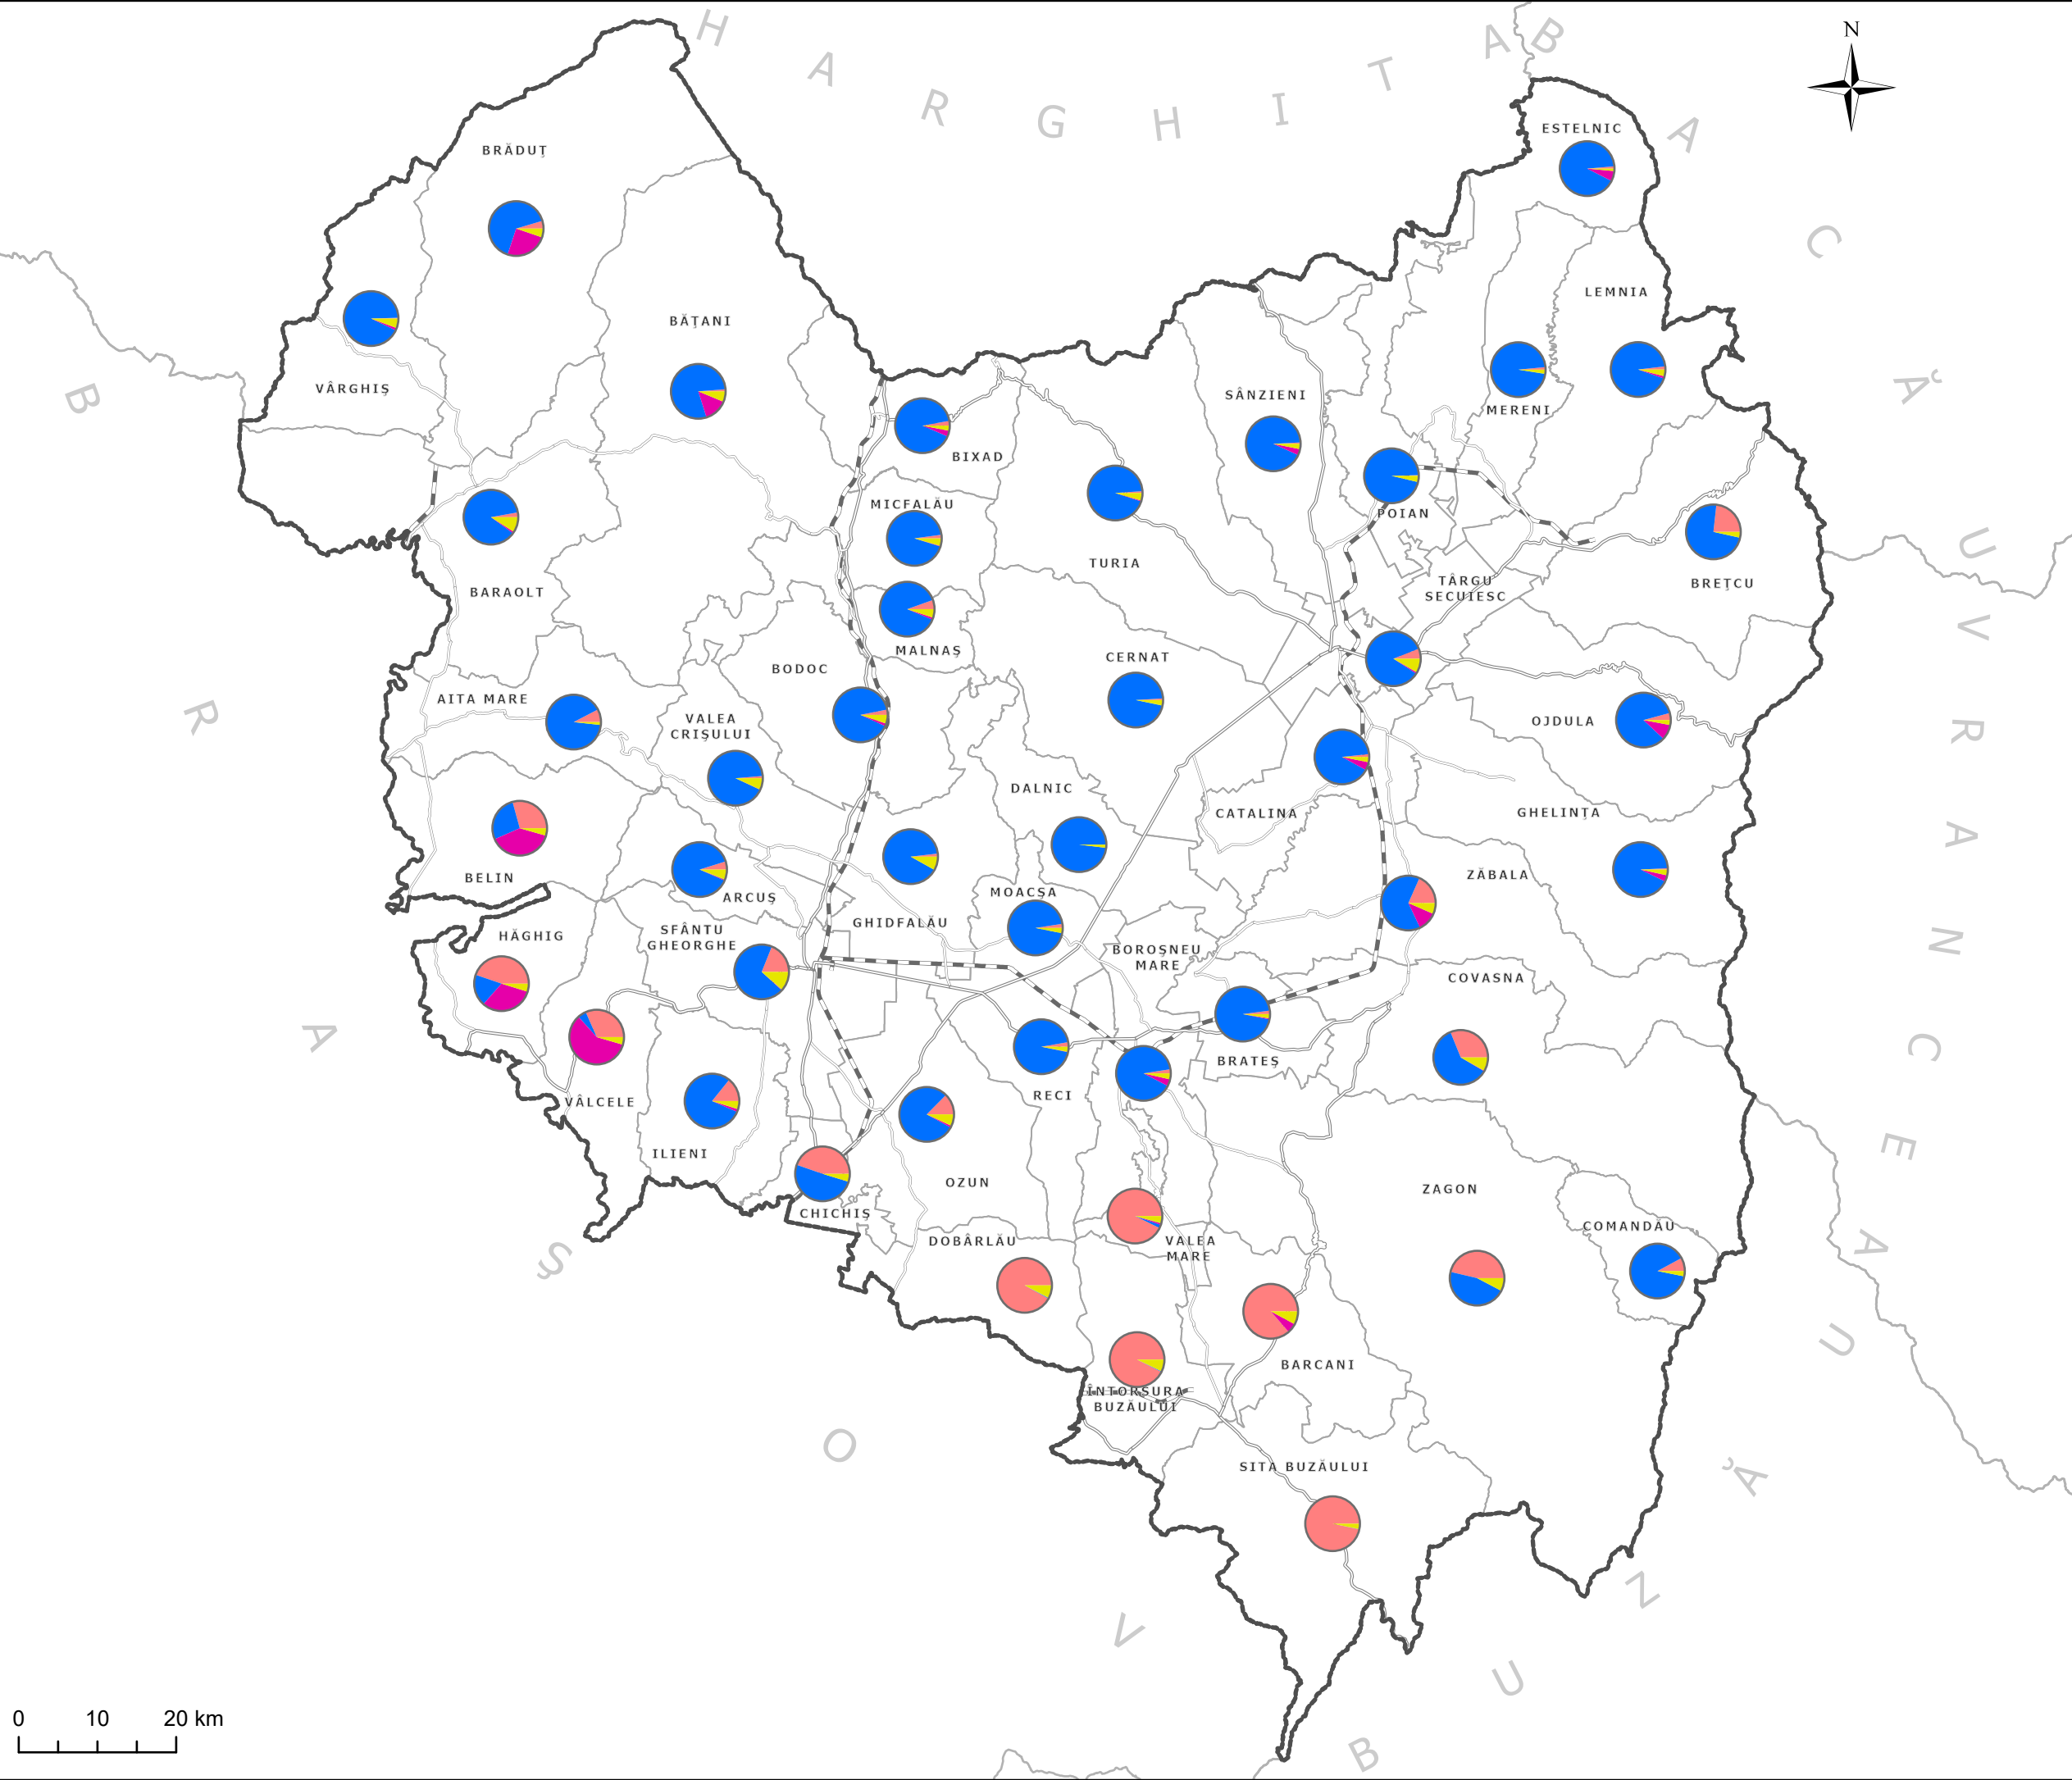 N
H A R G H I T A
B A C Ă U
V R A N C E A
B U Z Ă U
B R A Ș O V
ESTELNIC
BRĂDUȚ
LEMNIA
BĂȚANI
VÂRGHIȘ
SÂNZIENI
MERENI
BIXAD
MICFALĂU
POIAN
TURIA
TÂRGU
SECUIESC
BREȚCU
BARAOLT
MALNAȘ
CERNAT
BODOC
AITA MARE
VALEA
CRIȘULUI
OJDULA
DALNIC
CATALINA
GHELINȚA
BELIN
ARCUȘ
MOACȘA
ZĂBALA
GHIDFALĂU
HĂGHIG
SFÂNTU
GHEORGHE
BOROȘNEU
MARE
COVASNA
BRATEȘ
RECI
VÂLCELE
ILIENI
OZUN
ZAGON
CHICHIȘ
COMANDĂU
DOBÂRLĂU
VALEA
MARE
BARCANI
ÎNTORSURA
BUZĂULUI
SITA BUZĂULUI
0 10 20 km